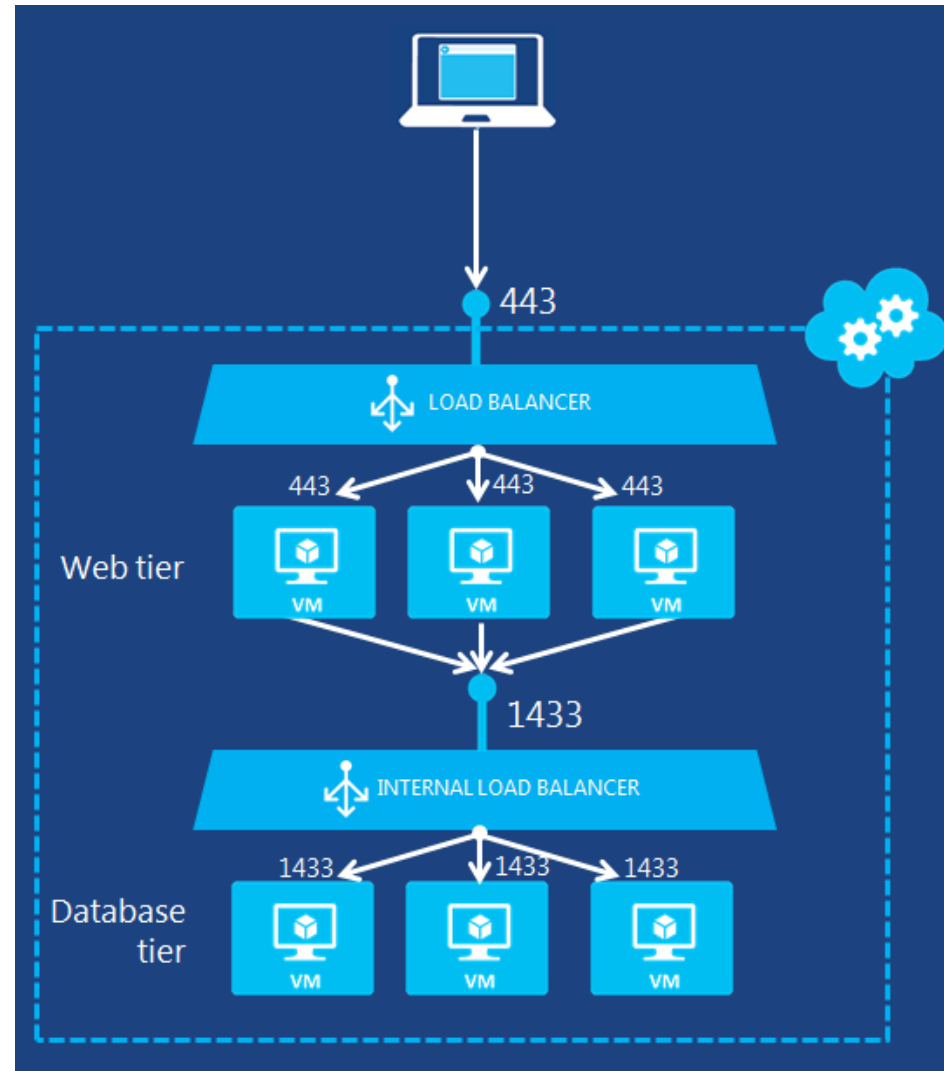 443
LOAD BALANCER
443
443
443
Web tier
VM
VM
VM
1433
INTERNAL LOAD BALANCER
1433
1433
1433
Database
tier
VM
VM
VM